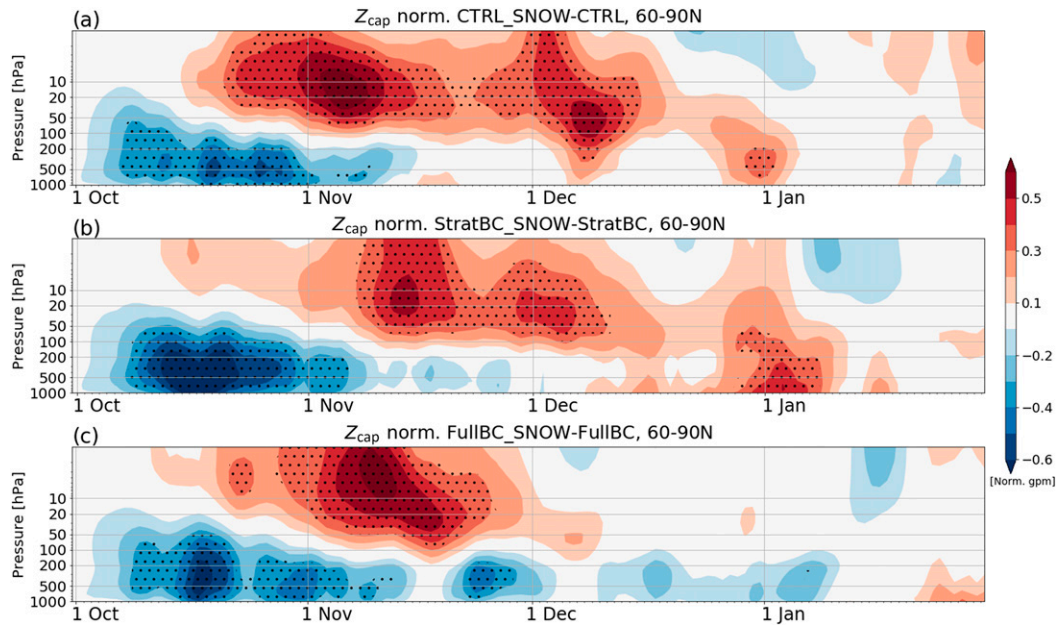 (a) Z_cap norm. CTRL_SNOW-CTRL, 60-90N
Pressure [hPa]
10
20
50
100
200
500
1000
1 Oct 1 Nov 1 Dec 1 Jan
(b) Z_cap norm. StratBC_SNOW-StratBC, 60-90N
Pressure [hPa]
10
20
50
100
200
500
1000
1 Oct 1 Nov 1 Dec 1 Jan
(c) Z_cap norm. FullBC_SNOW-FullBC, 60-90N
Pressure [hPa]
10
20
50
100
200
500
1000
1 Oct 1 Nov 1 Dec 1 Jan
0.5
0.3
0.1
−0.2
−0.4
−0.6
[Norm. gpm]